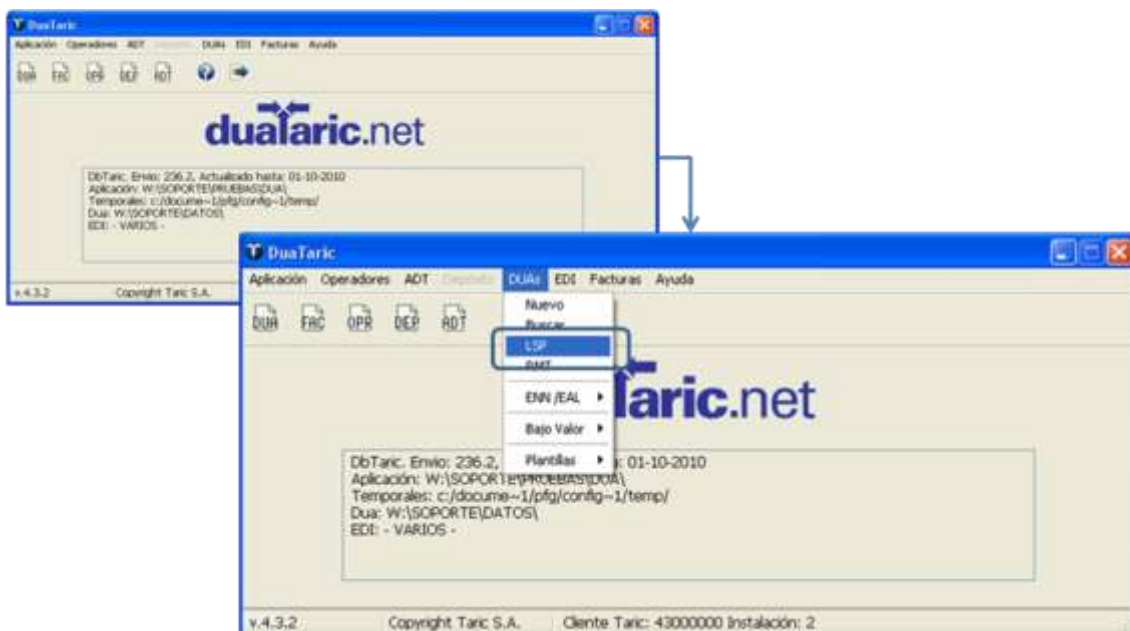 DuaTaric
Aplicación Operadores ADT DUAs EDI Facturas Ayuda
DUA FAC OPR DEP ADT
duaTaric.net
DbTaric. Envio: 236.2, Actualizado hasta: 01-10-2010
Aplicación: W:\SOPORTE\PRUEBAS\DUA\
Temporales: c:/docume~1/pfg/config~1/temp/
Dua: W:\SOPORTE\DATOS\
EDI: - VARIOS -
v.4.3.2 Copyright Taric S.A.
DuaTaric
Aplicación Operadores ADT Depósito DUAs EDI Facturas Ayuda
DUA FAC OPR DEP ADT
Nuevo
Buscar
LSP
RMT
ENN /EAL
Bajo Valor
Plantillas
Taric.net
DbTaric. Envio: 236.2, : 01-10-2010
Aplicación: W:\SOPORTE\PRUEBAS\DUA\
Temporales: c:/docume~1/pfg/config~1/temp/
Dua: W:\SOPORTE\DATOS\
EDI: - VARIOS -
v.4.3.2 Copyright Taric S.A. Cliente Taric: 43000000 Instalación: 2